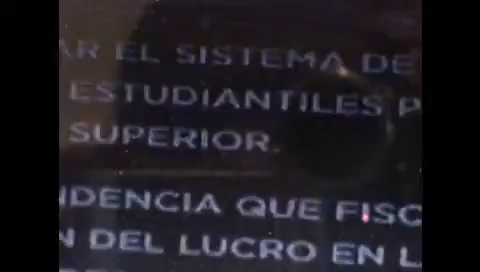 AR EL SISTEMA DE
ESTUDIANTILES P
SUPERIOR.
NDENCIA QUE FISC
N DEL LUCRO EN L